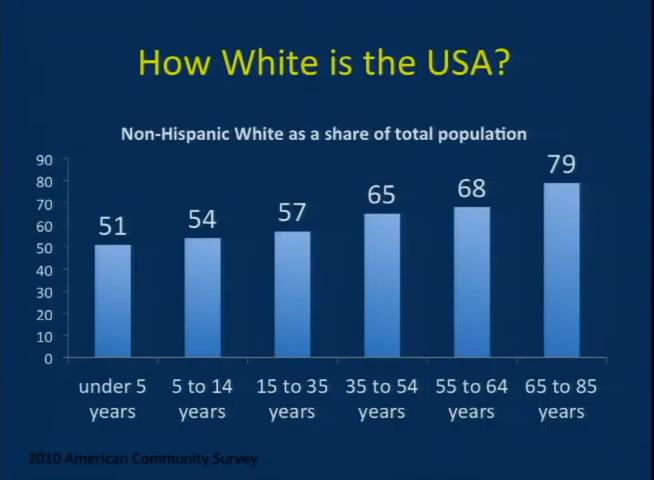 How White is the USA?
Non-Hispanic White as a share of total population
90
80
70
60
50
40
30
20
10
0
51
54
57
65
68
79
under 5 years
5 to 14 years
15 to 35 years
35 to 54 years
55 to 64 years
65 to 85 years
2010 American Community Survey